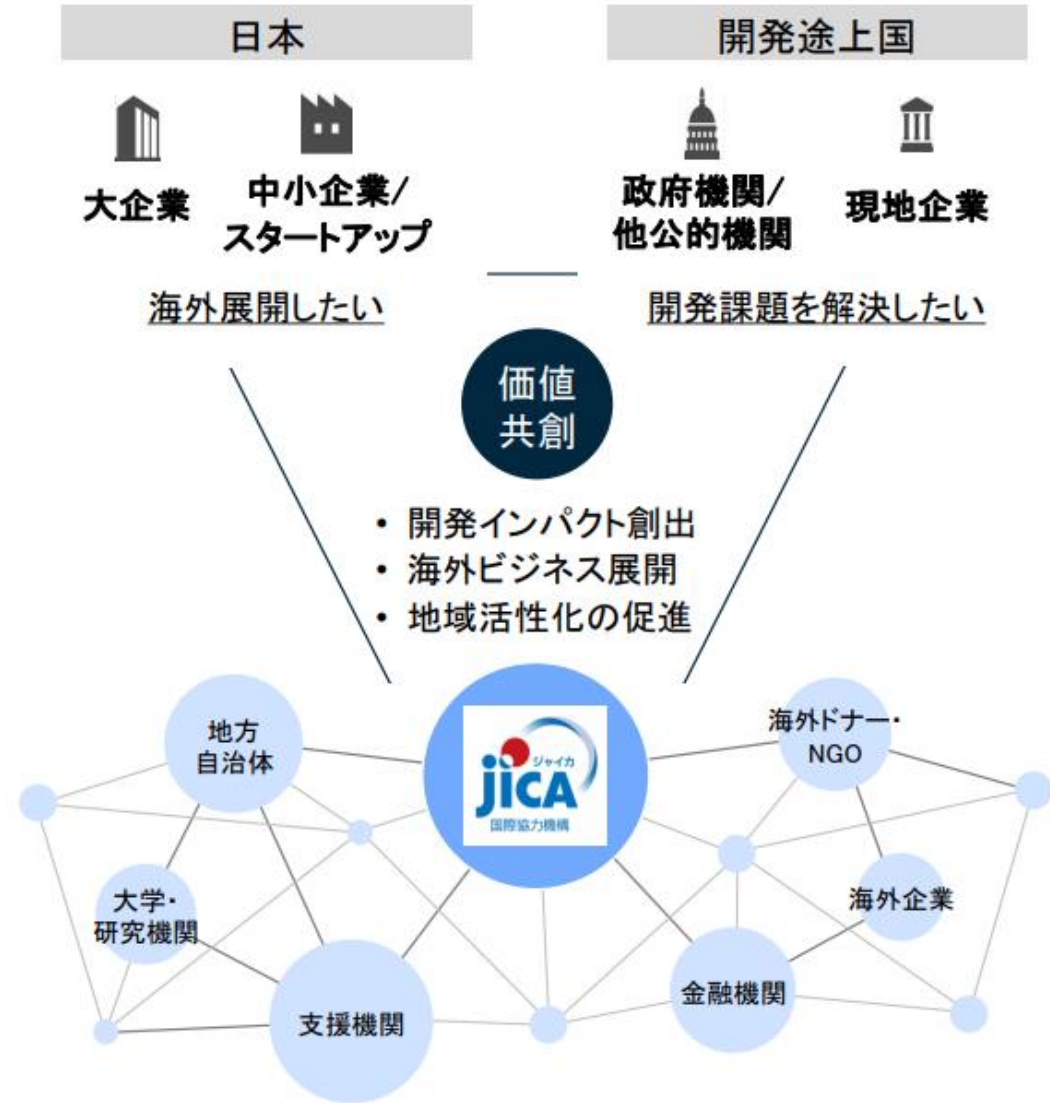 日本
開発途上国
大企業
中小企業/
スタートアップ
政府機関/
他公的機関
現地企業
海外展開したい
開発課題を解決したい
価値
共創
• 開発インパクト創出
• 海外ビジネス展開
• 地域活性化の促進
地方
自治体
ジャイカ
jICA
国際協力機構
海外ドナー・
NGO
大学・
研究機関
海外企業
支援機関
金融機関